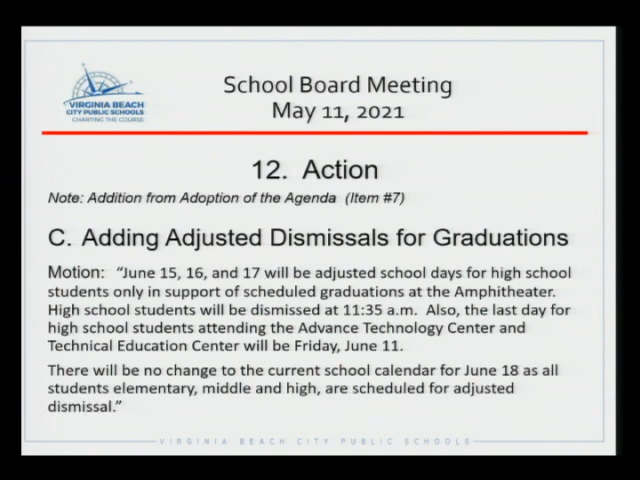 VIRGINIA BEACH
CITY PUBLIC SCHOOLS
CHARTING THE COURSE
School Board Meeting
May 11, 2021
12. Action
Note: Addition from Adoption of the Agenda (Item #7)
C. Adding Adjusted Dismissals for Graduations
Motion: “June 15, 16, and 17 will be adjusted school days for high school
students only in support of scheduled graduations at the Amphitheater.
High school students will be dismissed at 11:35 a.m. Also, the last day for
high school students attending the Advance Technology Center and
Technical Education Center will be Friday, June 11.
There will be no change to the current school calendar for June 18 as all
students elementary, middle and high, are scheduled for adjusted
dismissal.”
VIRGINIA BEACH CITY PUBLIC SCHOOLS